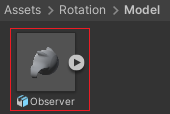 Assets > Rotation > Model
Observer